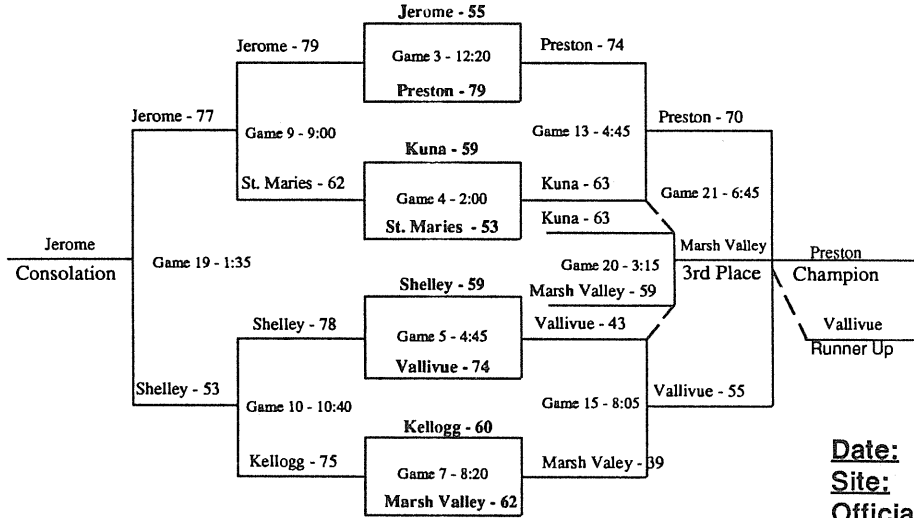 Jerome - 55
Jerome - 79
Game 3 - 12:20
Preston - 74
Preston - 79
Jerome - 77
Game 9 - 9:00
Game 13 - 4:45
Preston - 70
Kuna - 59
St. Maries - 62
Game 4 - 2:00
Kuna - 63
Game 21 - 6:45
St. Maries - 53
Kuna - 63
Jerome
Consolation
Game 19 - 1:35
Game 20 - 3:15
Marsh Valley
3rd Place
Preston
Champion
Shelley - 59
Marsh Valley - 59
Shelley - 78
Game 5 - 4:45
Vallivue - 43
Vallivue
Runner Up
Vallivue - 74
Shelley - 53
Game 10 - 10:40
Game 15 - 8:05
Vallivue - 55
Kellogg - 60
Kellogg - 75
Game 7 - 8:20
Marsh Valey - 39
Marsh Valley - 62
Date:
Site:
Officia